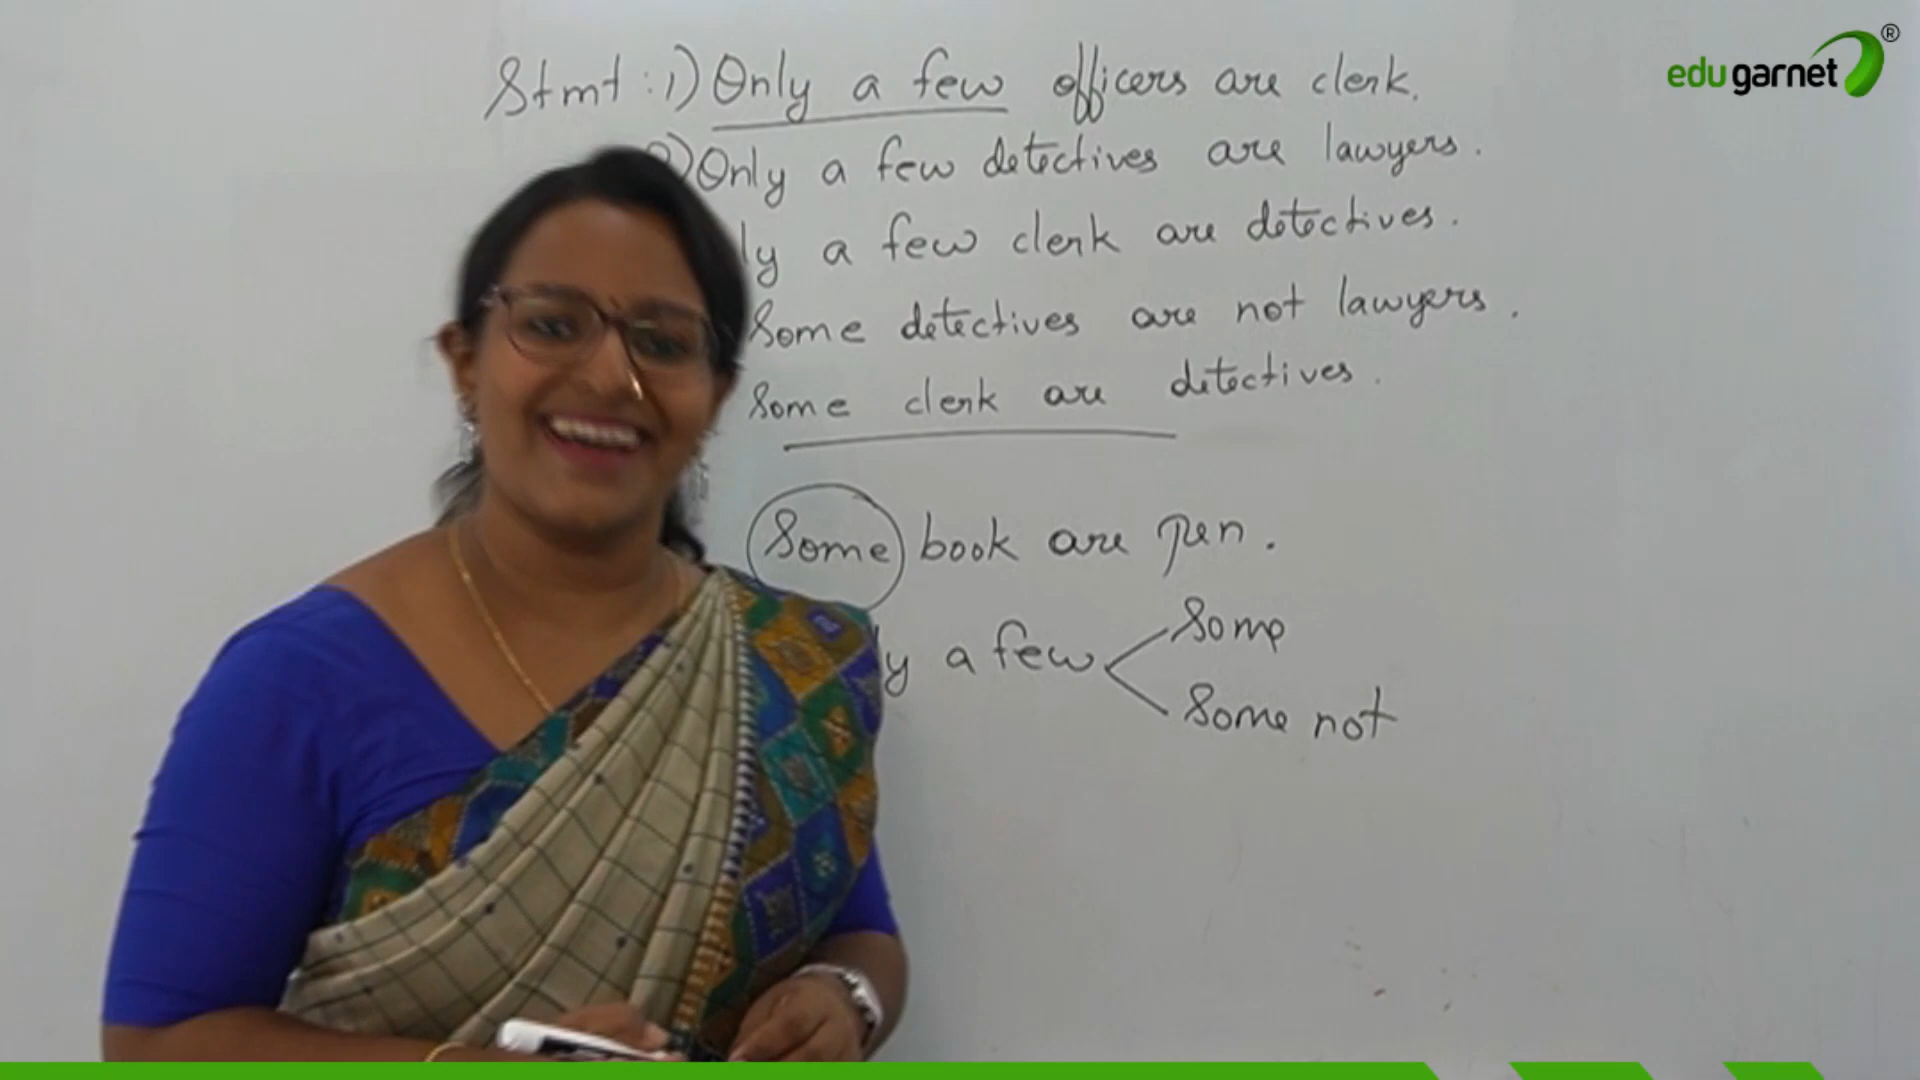 edugarnet ®
Stmt : 1) Only a few officers are clerk.
2) Only a few detectives are lawyers.
ly a few clerk are detectives.
Some detectives are not lawyers.
Some clerk are detectives.
Some book are pen.
y a few
Some
Some not